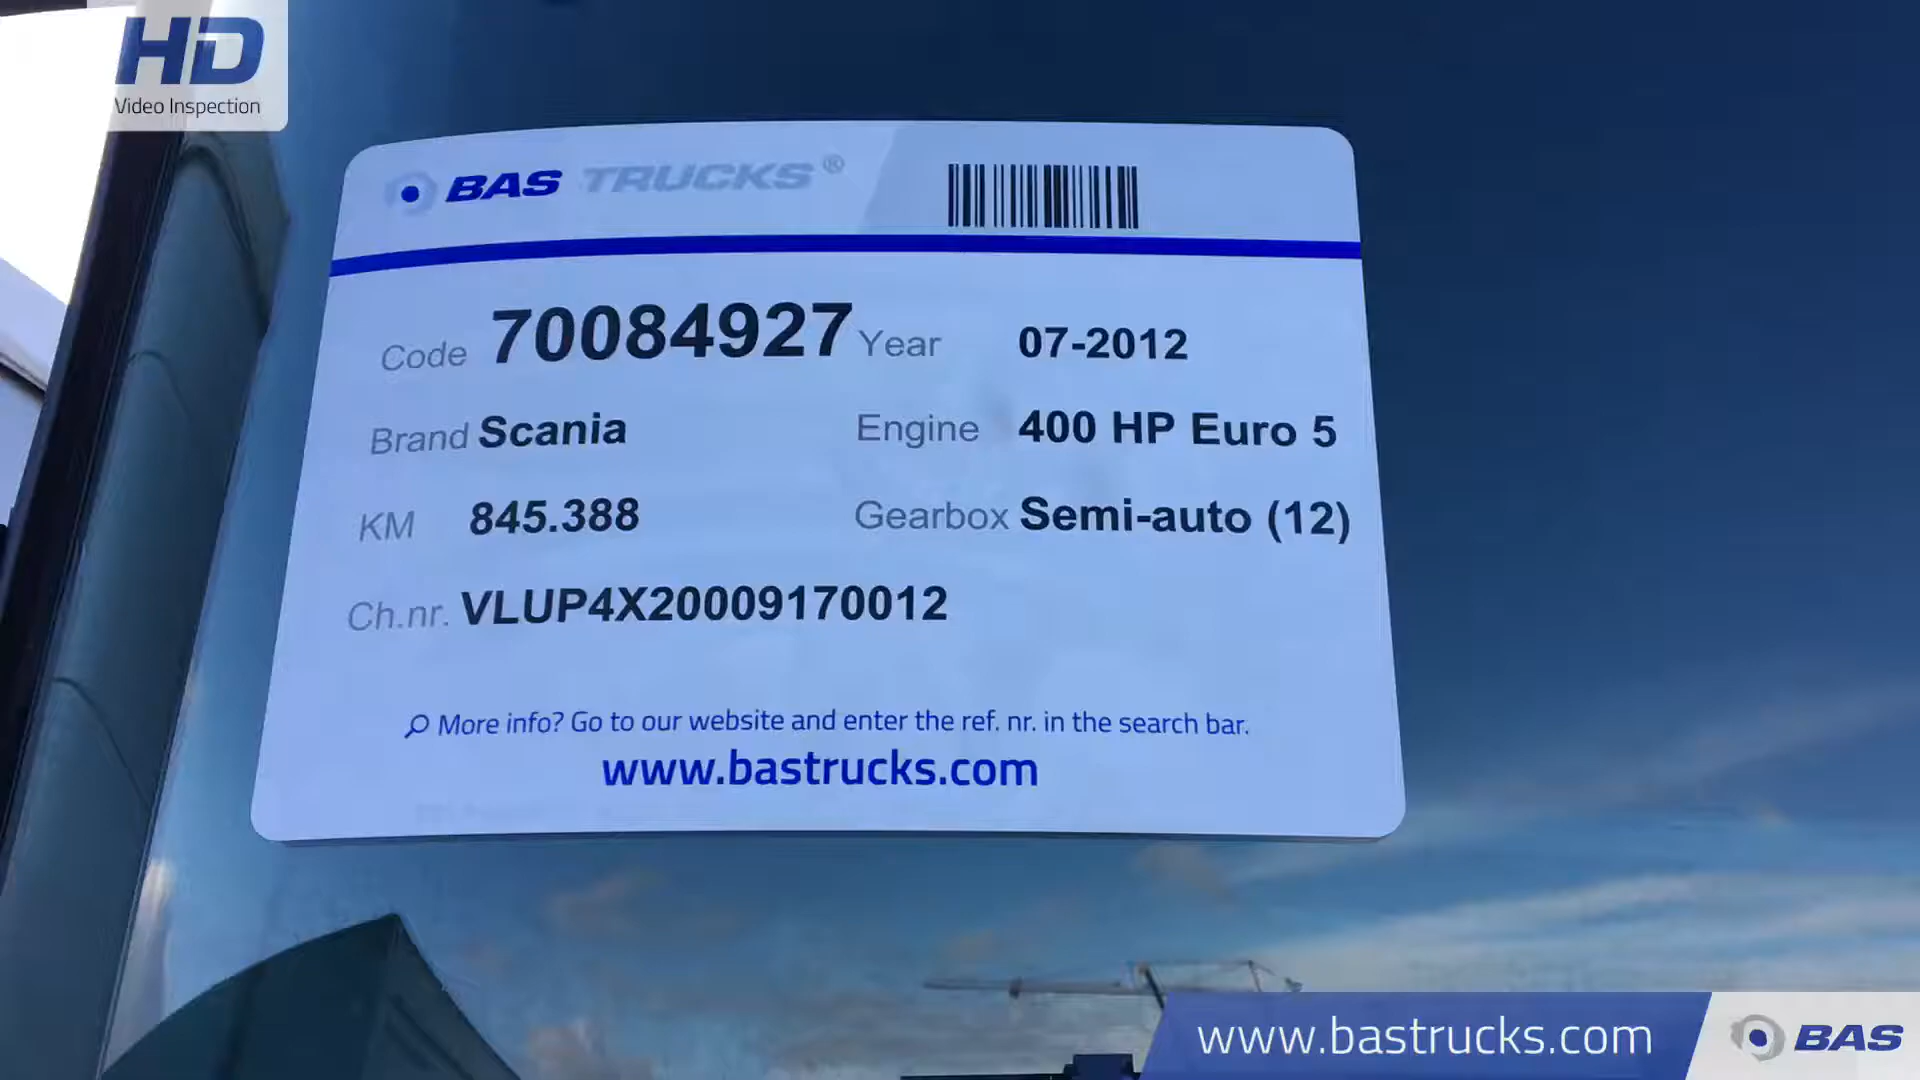 HD
Video Inspection
BAS TRUCKS®
Code 70084927 Year 07-2012
Brand Scania Engine 400 HP Euro 5
KM 845.388 Gearbox Semi-auto (12)
Ch.nr. VLUP4X20009170012
More info? Go to our website and enter the ref. nr. in the search bar.
www.bastrucks.com
www.bastrucks.com BAS